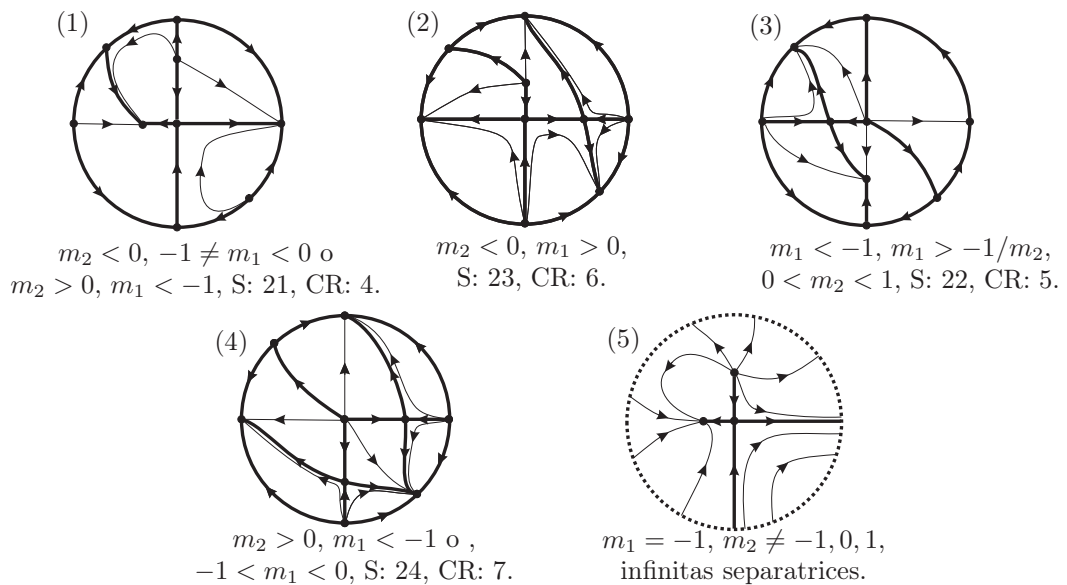 (1)
(2)
(3)
m₂ < 0, −1 ≠ m₁ < 0 o
m₂ > 0, m₁ < −1, S: 21, CR: 4.
m₂ < 0, m₁ > 0,
S: 23, CR: 6.
m₁ < −1, m₁ > −1/m₂,
0 < m₂ < 1, S: 22, CR: 5.
(4)
(5)
m₂ > 0, m₁ < −1 o ,
−1 < m₁ < 0, S: 24, CR: 7.
m₁ = −1, m₂ ≠ −1, 0, 1,
infinitas separatrices.